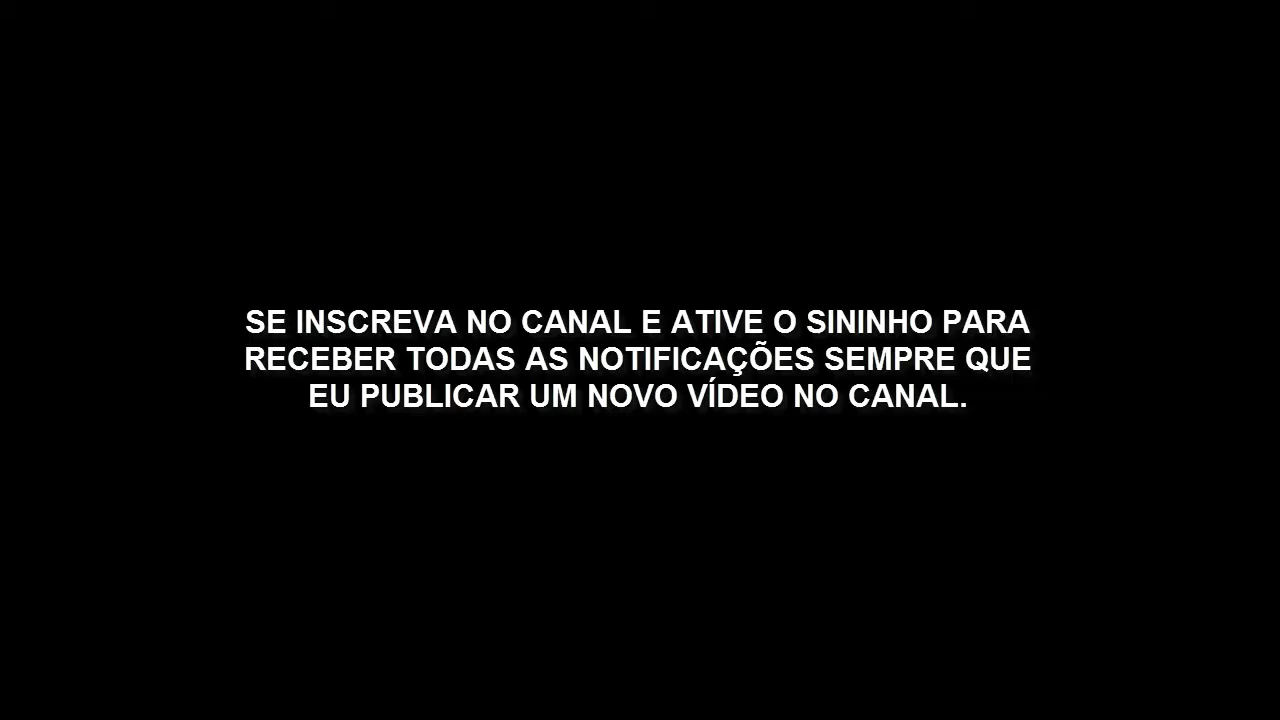 SE INSCREVA NO CANAL E ATIVE O SININHO PARA
RECEBER TODAS AS NOTIFICAÇÕES SEMPRE QUE
EU PUBLICAR UM NOVO VÍDEO NO CANAL.